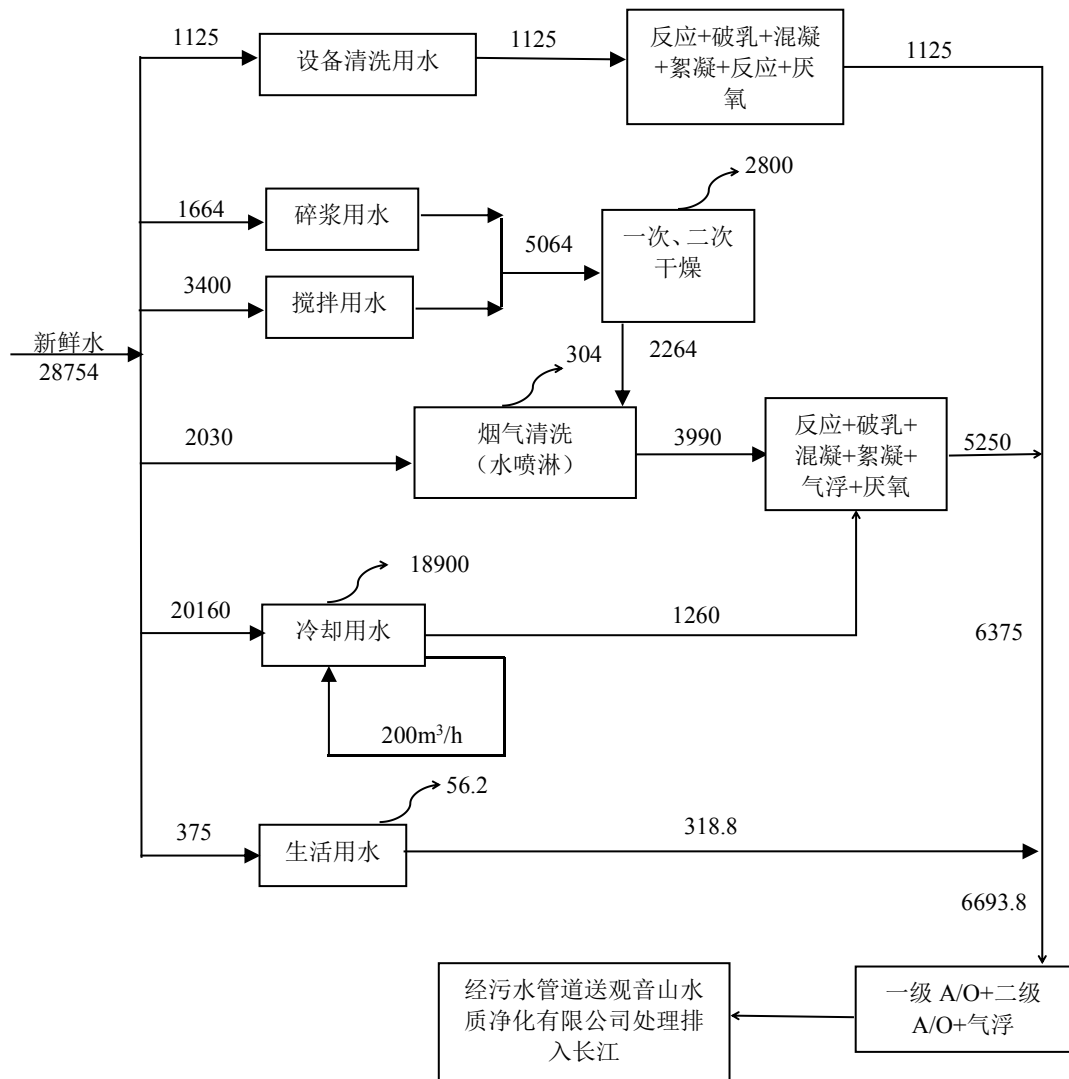 1125
设备清洗用水
1125
反应+破乳+混凝
+絮凝+反应+厌
氧
1125
2800
1664
碎浆用水
5064
一次、二次
干燥
3400
搅拌用水
新鲜水
28754
304
2264
2030
烟气清洗
（水喷淋）
3990
反应+破乳+
混凝+絮凝+
气浮+厌氧
5250
18900
20160
冷却用水
1260
6375
200m³/h
56.2
375
生活用水
318.8
6693.8
经污水管道送观音山水
质净化有限公司处理排
入长江
一级 A/O+二级
A/O+气浮